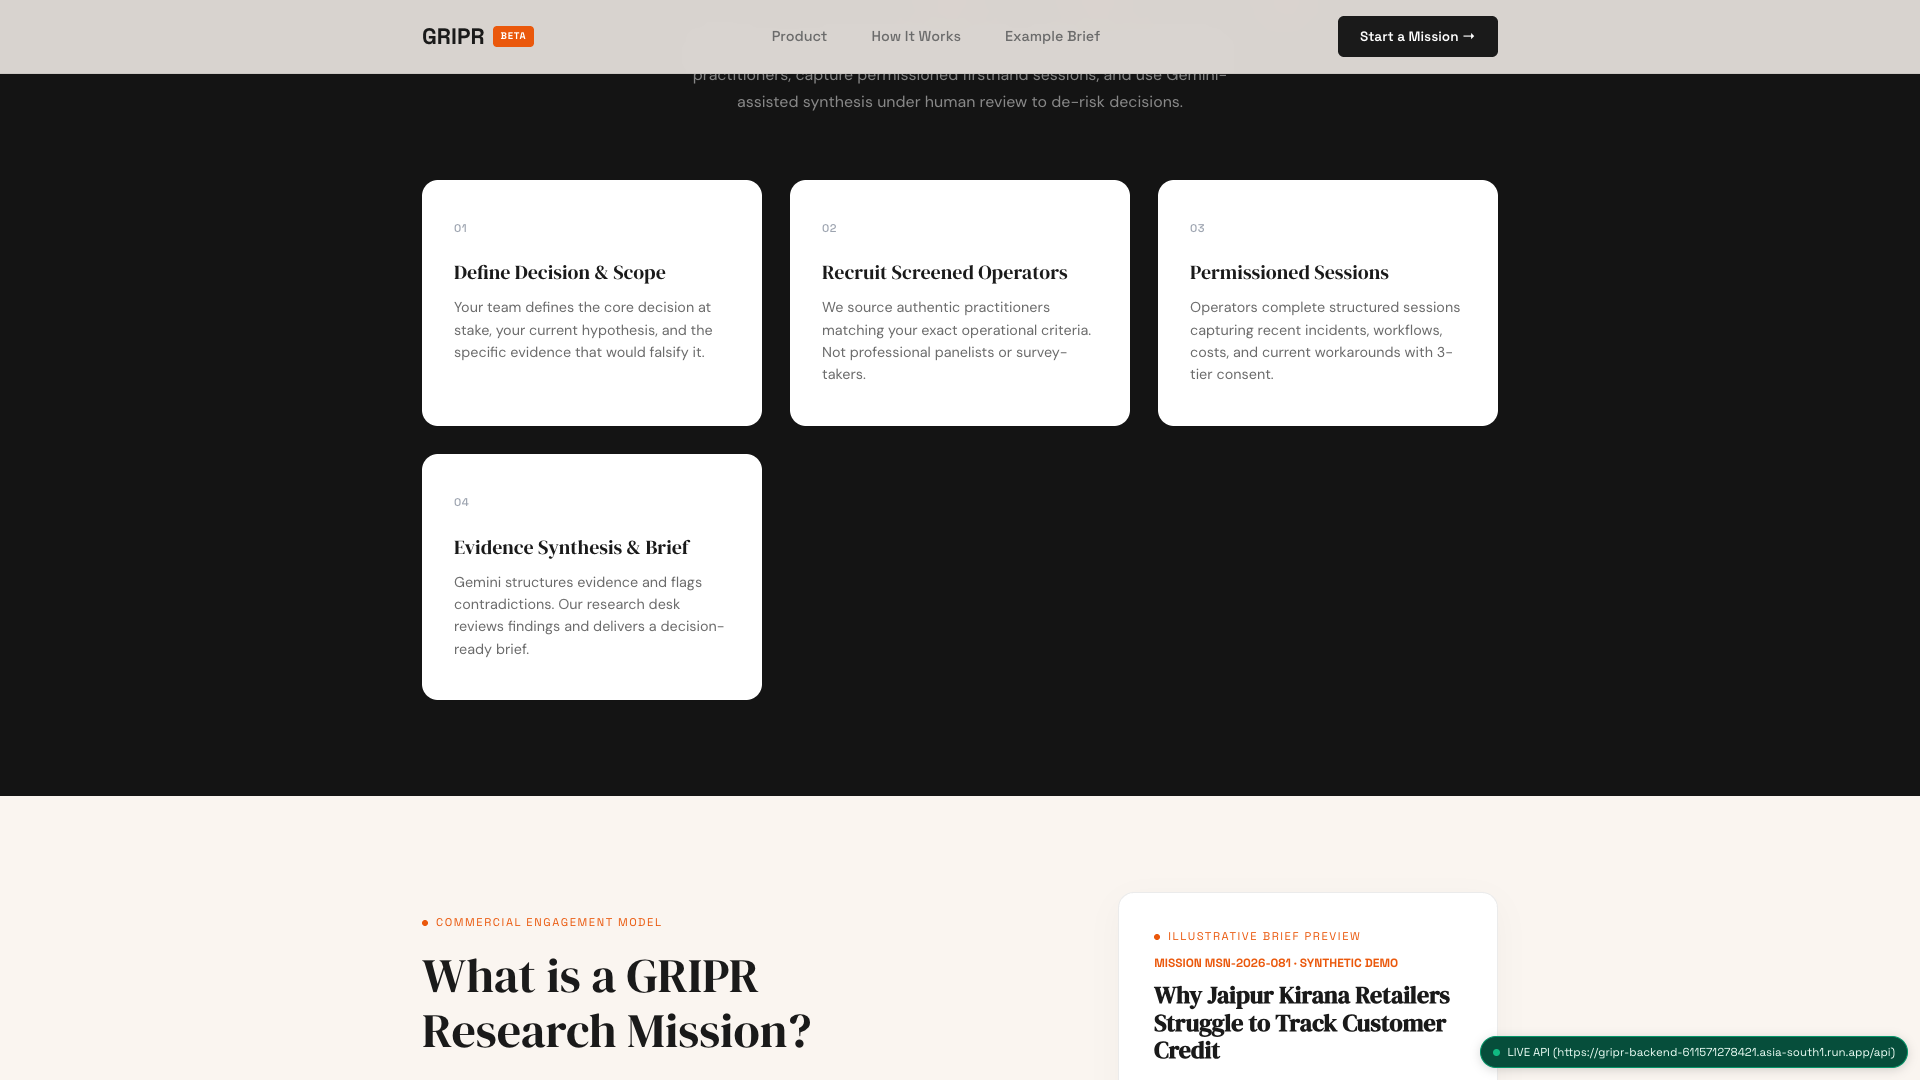 GRIPR BETA
Product
How It Works
Example Brief
Start a Mission →
practitioners, capture permissioned firsthand sessions, and use Gemini-
assisted synthesis under human review to de-risk decisions.
01
Define Decision & Scope
Your team defines the core decision at
stake, your current hypothesis, and the
specific evidence that would falsify it.
02
Recruit Screened Operators
We source authentic practitioners
matching your exact operational criteria.
Not professional panelists or survey-
takers.
03
Permissioned Sessions
Operators complete structured sessions
capturing recent incidents, workflows,
costs, and current workarounds with 3-
tier consent.
04
Evidence Synthesis & Brief
Gemini structures evidence and flags
contradictions. Our research desk
reviews findings and delivers a decision-
ready brief.
COMMERCIAL ENGAGEMENT MODEL
What is a GRIPR
Research Mission?
ILLUSTRATIVE BRIEF PREVIEW
MISSION MSN-2026-081 · SYNTHETIC DEMO
Why Jaipur Kirana Retailers
Struggle to Track Customer
Credit
LIVE API (https://gripr-backend-611571278421.asia-south1.run.app/api)